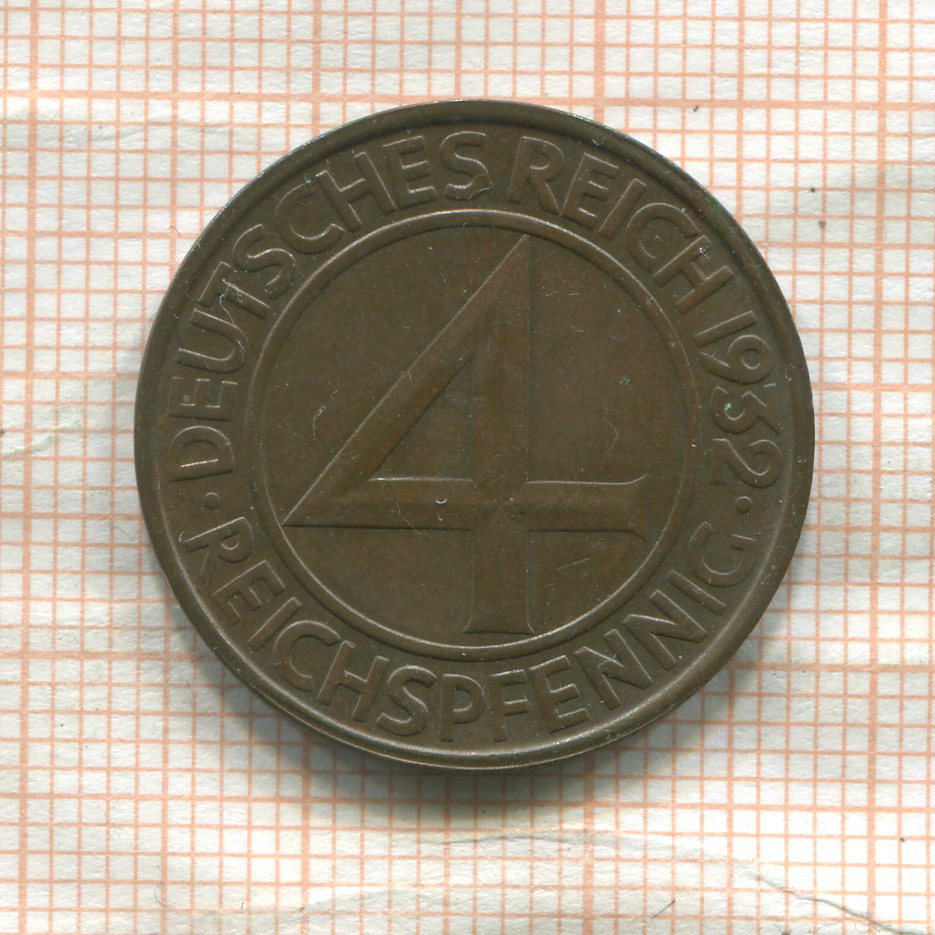 DEUTSCHES REICH 1932
4
REICHSPFENNIG